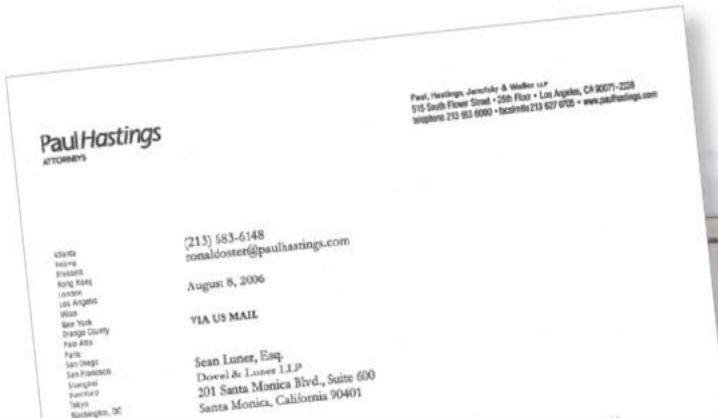 Paul, Hastings, Janofsky & Walker LLP
515 South Flower Street • 25th Floor • Los Angeles, CA 90071-2228
telephone 213 683 6000 • facsimile 213 627 0705 • www.paulhastings.com
PaulHastings
ATTORNEYS
(213) 683-6148
ronaldoster@paulhastings.com
August 8, 2006
VIA US MAIL
Atlanta
Beijing
Brussels
Hong Kong
London
Los Angeles
Milan
New York
Orange County
Palo Alto
Paris
San Diego
San Francisco
Shanghai
Stamford
Tokyo
Washington, DC
Sean Luner, Esq.
Dovel & Luner LLP
201 Santa Monica Blvd., Suite 600
Santa Monica, California 90401